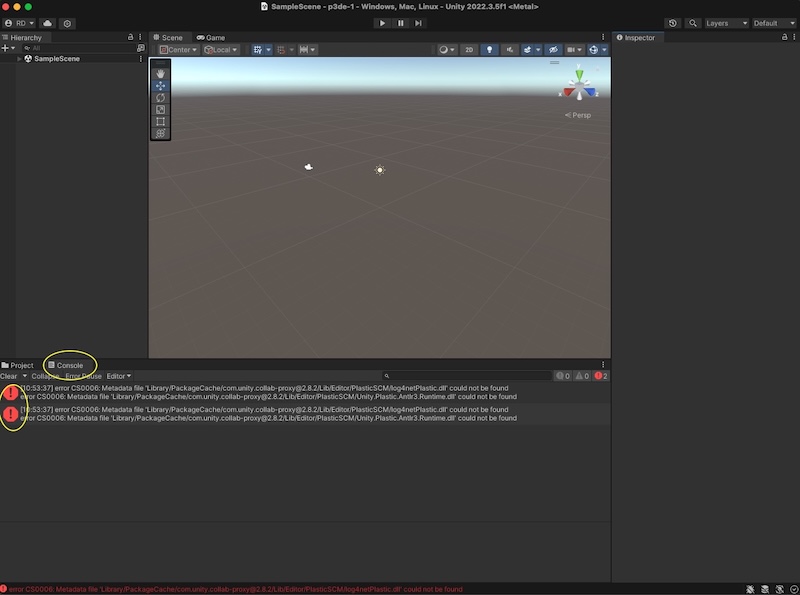 SampleScene - p3de-1 - Windows, Mac, Linux - Unity 2022.3.5f1 <Metal>
RD
Layers
Default
Hierarchy
Scene
Game
Inspector
All
Center
Local
2D
SampleScene
y
x
z
Persp
Project
Console
Clear
Collapse
Error Pause
Editor
0
0
2
[10:53:37] error CS0006: Metadata file 'Library/PackageCache/com.unity.collab-proxy@2.8.2/Lib/Editor/PlasticSCM/log4netPlastic.dll' could not be found
error CS0006: Metadata file 'Library/PackageCache/com.unity.collab-proxy@2.8.2/Lib/Editor/PlasticSCM/Unity.Plastic.Antlr3.Runtime.dll' could not be found
[10:53:37] error CS0006: Metadata file 'Library/PackageCache/com.unity.collab-proxy@2.8.2/Lib/Editor/PlasticSCM/log4netPlastic.dll' could not be found
error CS0006: Metadata file 'Library/PackageCache/com.unity.collab-proxy@2.8.2/Lib/Editor/PlasticSCM/Unity.Plastic.Antlr3.Runtime.dll' could not be found
error CS0006: Metadata file 'Library/PackageCache/com.unity.collab-proxy@2.8.2/Lib/Editor/PlasticSCM/log4netPlastic.dll' could not be found